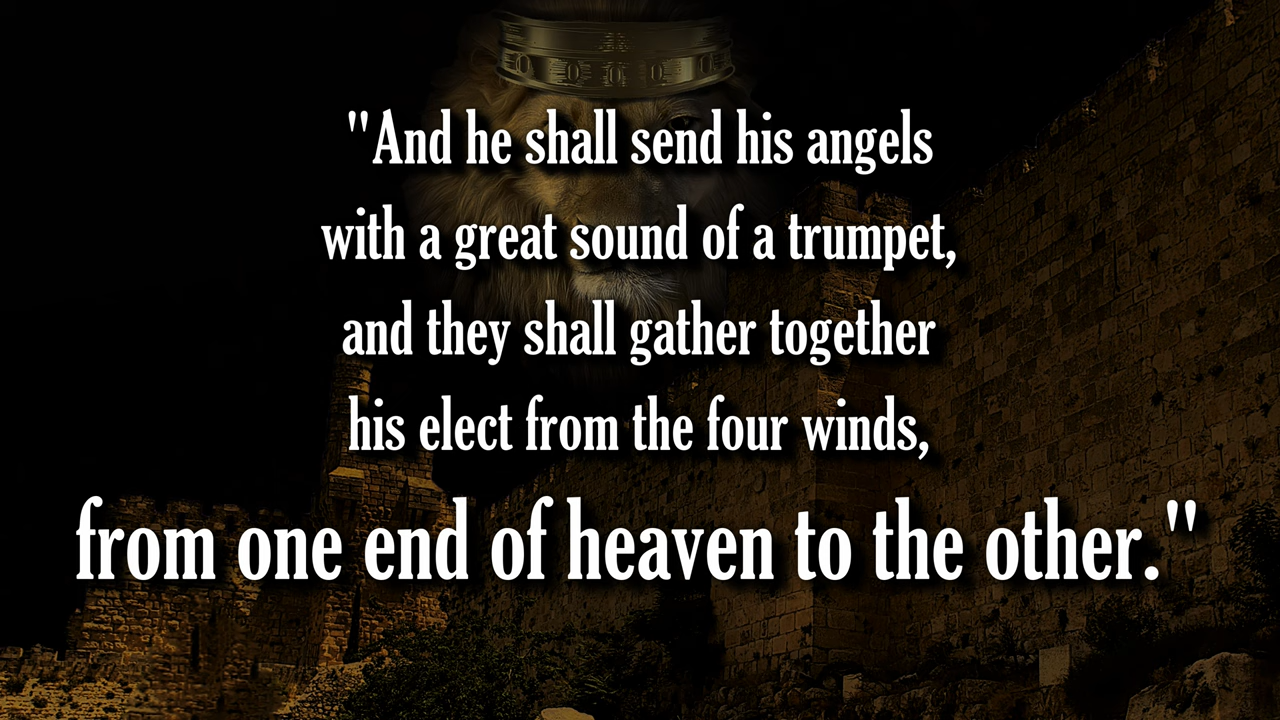 "And he shall send his angels
with a great sound of a trumpet,
and they shall gather together
his elect from the four winds,
from one end of heaven to the other."